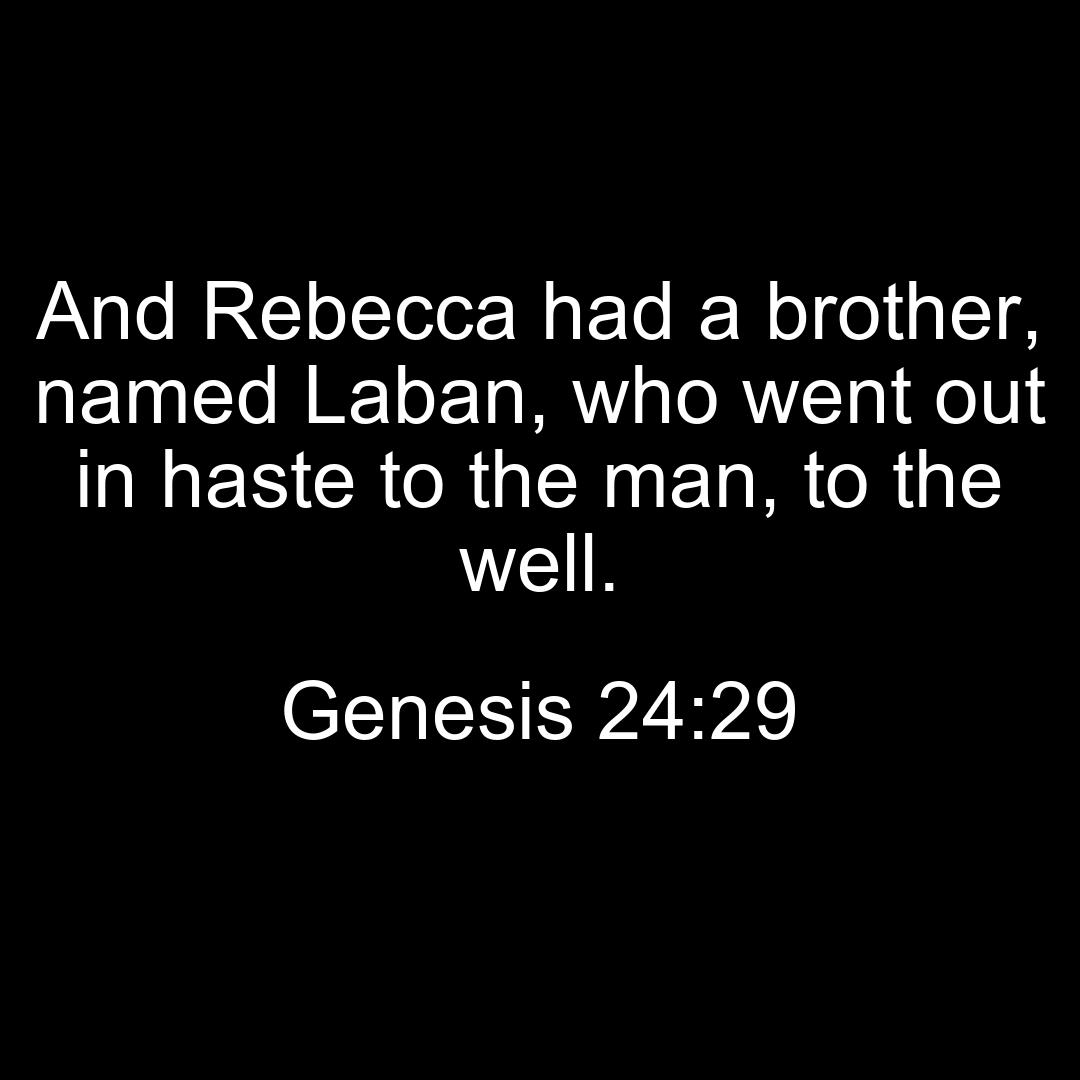 And Rebecca had a brother,
named Laban, who went out
in haste to the man, to the
well.
Genesis 24:29